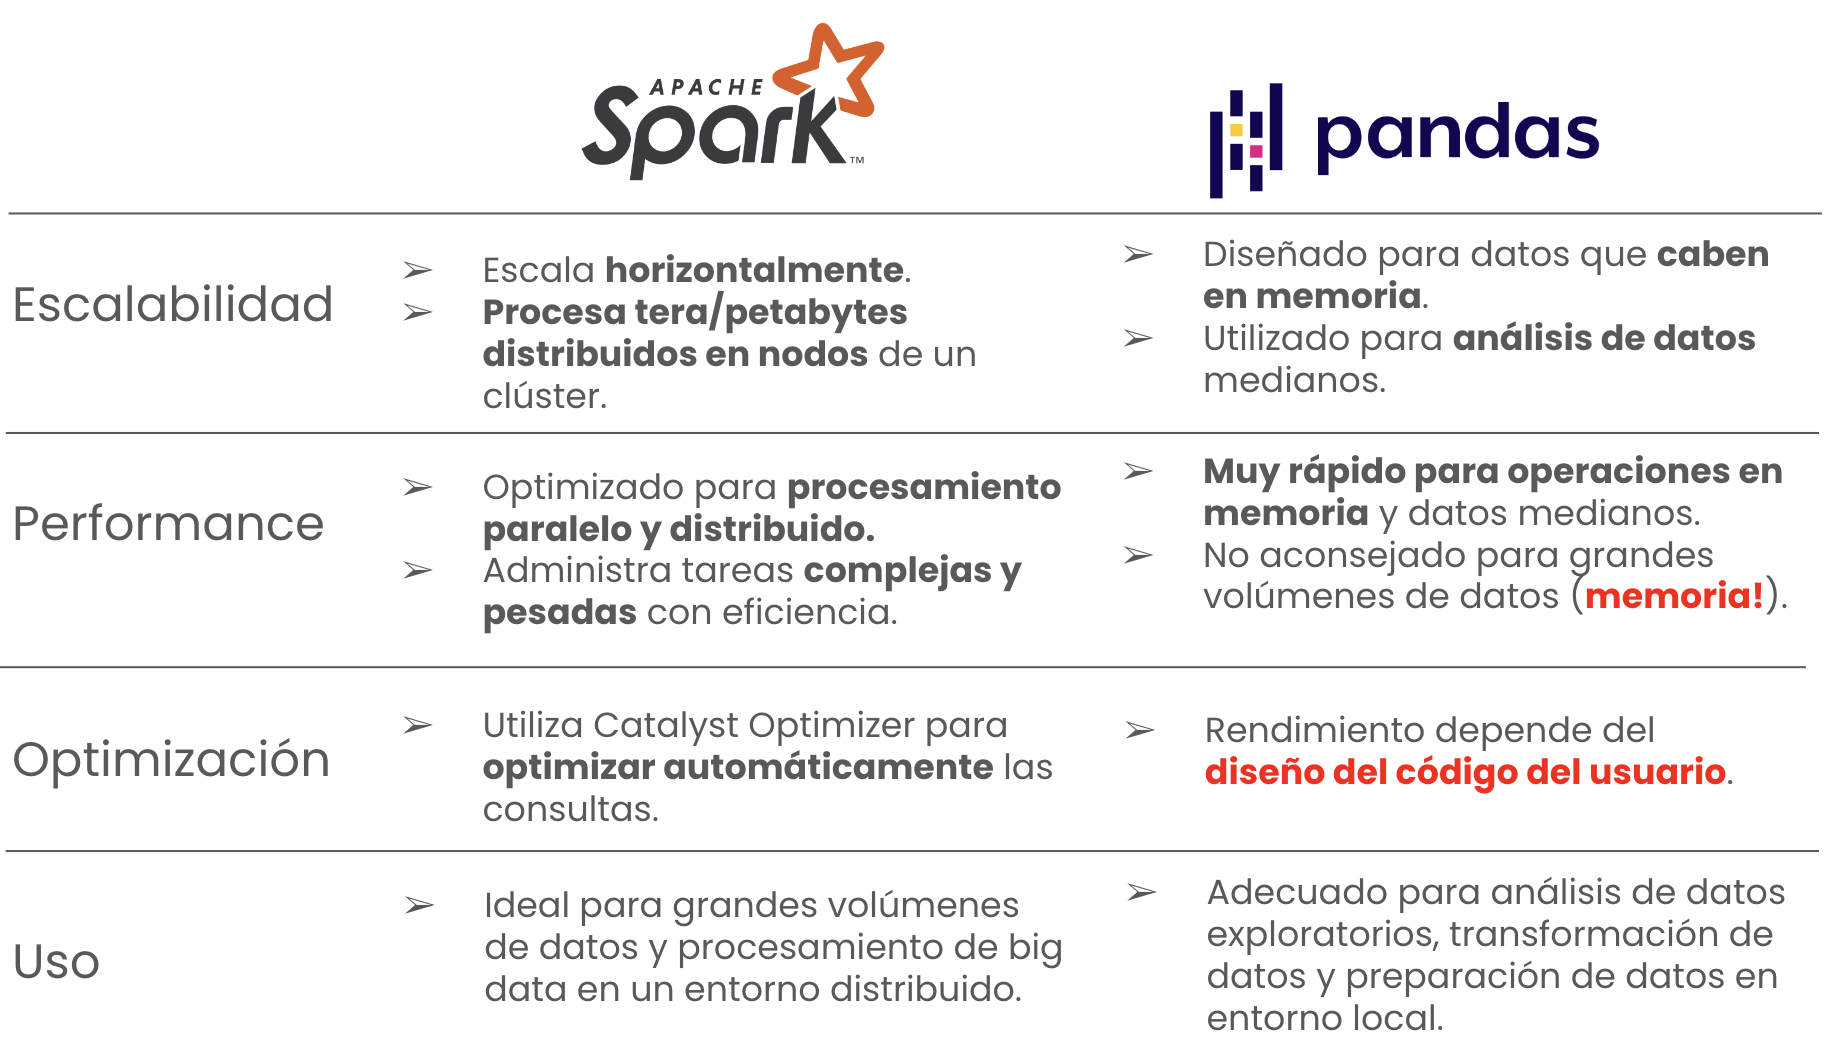 APACHE
Spark™
pandas
Escalabilidad
➢ Escala horizontalmente.
➢ Procesa tera/petabytes
distribuidos en nodos de un
clúster.
➢ Diseñado para datos que caben
en memoria.
➢ Utilizado para análisis de datos
medianos.
Performance
➢ Optimizado para procesamiento
paralelo y distribuido.
➢ Administra tareas complejas y
pesadas con eficiencia.
➢ Muy rápido para operaciones en
memoria y datos medianos.
➢ No aconsejado para grandes
volúmenes de datos (memoria!).
Optimización
➢ Utiliza Catalyst Optimizer para
optimizar automáticamente las
consultas.
➢ Rendimiento depende del
diseño del código del usuario.
Uso
➢ Ideal para grandes volúmenes
de datos y procesamiento de big
data en un entorno distribuido.
➢ Adecuado para análisis de datos
exploratorios, transformación de
datos y preparación de datos en
entorno local.